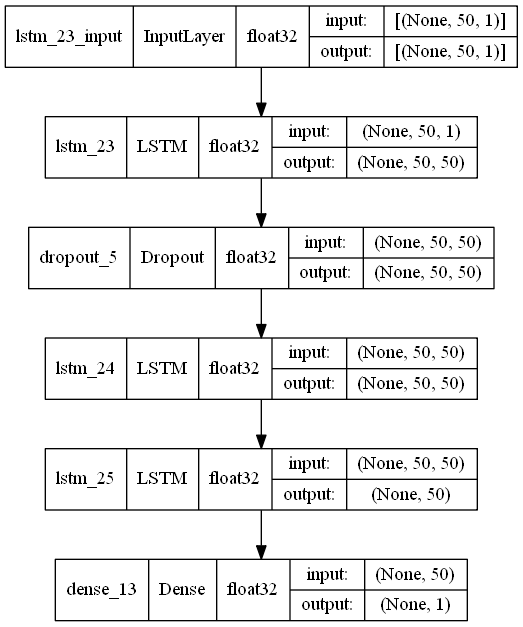 lstm_23_input InputLayer float32 input: [(None, 50, 1)]
output: [(None, 50, 1)]
lstm_23 LSTM float32 input: (None, 50, 1)
output: (None, 50, 50)
dropout_5 Dropout float32 input: (None, 50, 50)
output: (None, 50, 50)
lstm_24 LSTM float32 input: (None, 50, 50)
output: (None, 50, 50)
lstm_25 LSTM float32 input: (None, 50, 50)
output: (None, 50)
dense_13 Dense float32 input: (None, 50)
output: (None, 1)